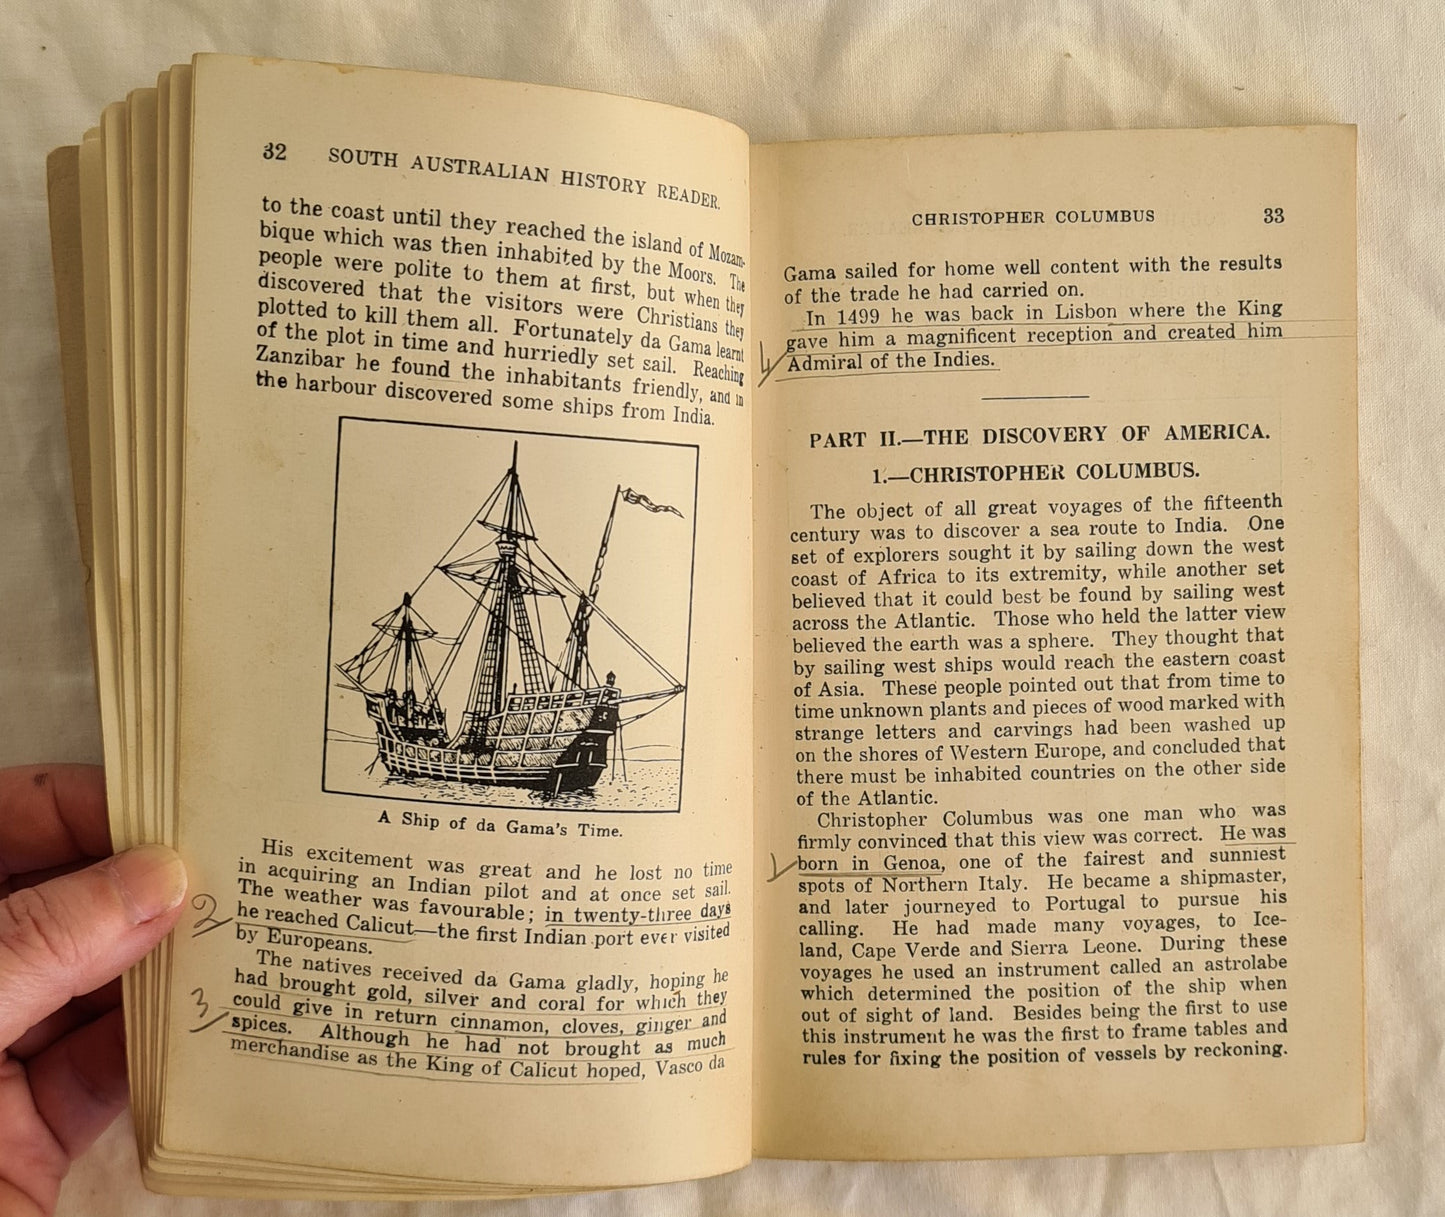 32 SOUTH AUSTRALIAN HISTORY READER.
to the coast until they reached the island of Mozam-
bique which was then inhabited by the Moors. The
people were polite to them at first, but when they
discovered that the visitors were Christians they
plotted to kill them all. Fortunately da Gama learnt
of the plot in time and hurriedly set sail. Reaching
Zanzibar he found the inhabitants friendly, and in
the harbour discovered some ships from India.
A Ship of da Gama's Time.
His excitement was great and he lost no time
in acquiring an Indian pilot and at once set sail.
The weather was favourable; in twenty-three days
2 he reached Calicut—the first Indian port ever visited
by Europeans.
The natives received da Gama gladly, hoping he
had brought gold, silver and coral for which they
3 could give in return cinnamon, cloves, ginger and
spices. Although he had not brought as much
merchandise as the King of Calicut hoped, Vasco da
CHRISTOPHER COLUMBUS 33
Gama sailed for home well content with the results
of the trade he had carried on.
In 1499 he was back in Lisbon where the King
gave him a magnificent reception and created him
4 Admiral of the Indies.
PART II.—THE DISCOVERY OF AMERICA.
1.—CHRISTOPHER COLUMBUS.
The object of all great voyages of the fifteenth
century was to discover a sea route to India. One
set of explorers sought it by sailing down the west
coast of Africa to its extremity, while another set
believed that it could best be found by sailing west
across the Atlantic. Those who held the latter view
believed the earth was a sphere. They thought that
by sailing west ships would reach the eastern coast
of Asia. These people pointed out that from time to
time unknown plants and pieces of wood marked with
strange letters and carvings had been washed up
on the shores of Western Europe, and concluded that
there must be inhabited countries on the other side
of the Atlantic.
Christopher Columbus was one man who was
firmly convinced that this view was correct. He was
1 born in Genoa, one of the fairest and sunniest
spots of Northern Italy. He became a shipmaster,
and later journeyed to Portugal to pursue his
calling. He had made many voyages, to Ice-
land, Cape Verde and Sierra Leone. During these
voyages he used an instrument called an astrolabe
which determined the position of the ship when
out of sight of land. Besides being the first to use
this instrument he was the first to frame tables and
rules for fixing the position of vessels by reckoning.